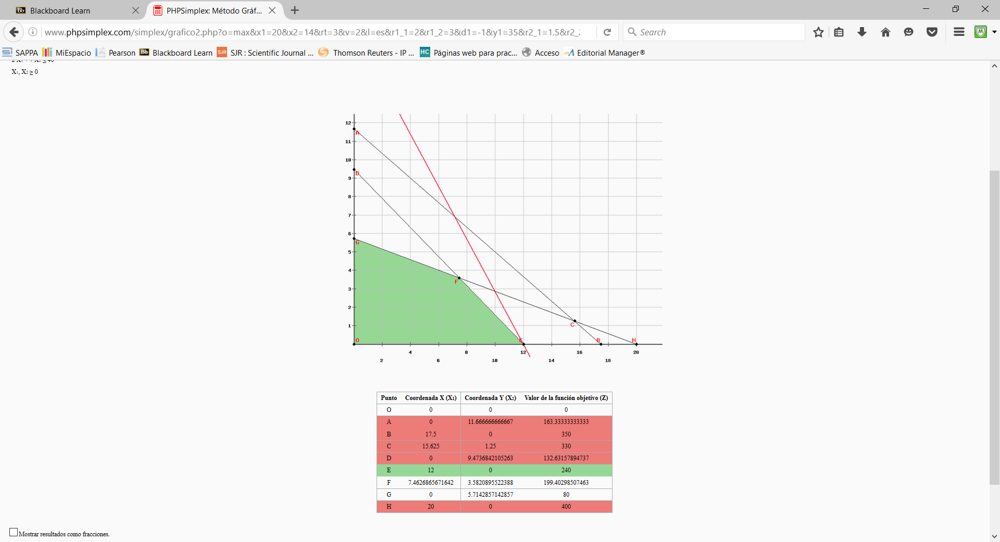 Blackboard Learn
PHPSimplex: Método Gráf...
www.phpsimplex.com/simplex/grafico2.php?o=max&x1=20&x2=14&rt=3&v=2&l=es&r1_1=2&r1_2=3&d1=-1&y1=35&r2_1=1.5&r2_
Search
SAPPA MiEspacio Pearson Bb Blackboard Learn SJR SJR : Scientific Journal ... Thomson Reuters - IP ... HC Páginas web para prac... Acceso Editorial Manager®
X₁, X₂ ≥ 0
12
A
11
10
D
9
8
7
6
G
5
4
F
3
2
C
1
O E B H
4 8 12 16 20
2 6 10 14 18
Punto Coordenada X (X₁) Coordenada Y (X₂) Valor de la función objetivo (Z)
O 0 0 0
A 0 11.666666666667 163.33333333333
B 17.5 0 350
C 15.625 1.25 330
D 0 9.4736842105263 132.63157894737
E 12 0 240
F 7.4626865671642 3.5820895522388 199.40298507463
G 0 5.7142857142857 80
H 20 0 400
Mostrar resultados como fracciones.